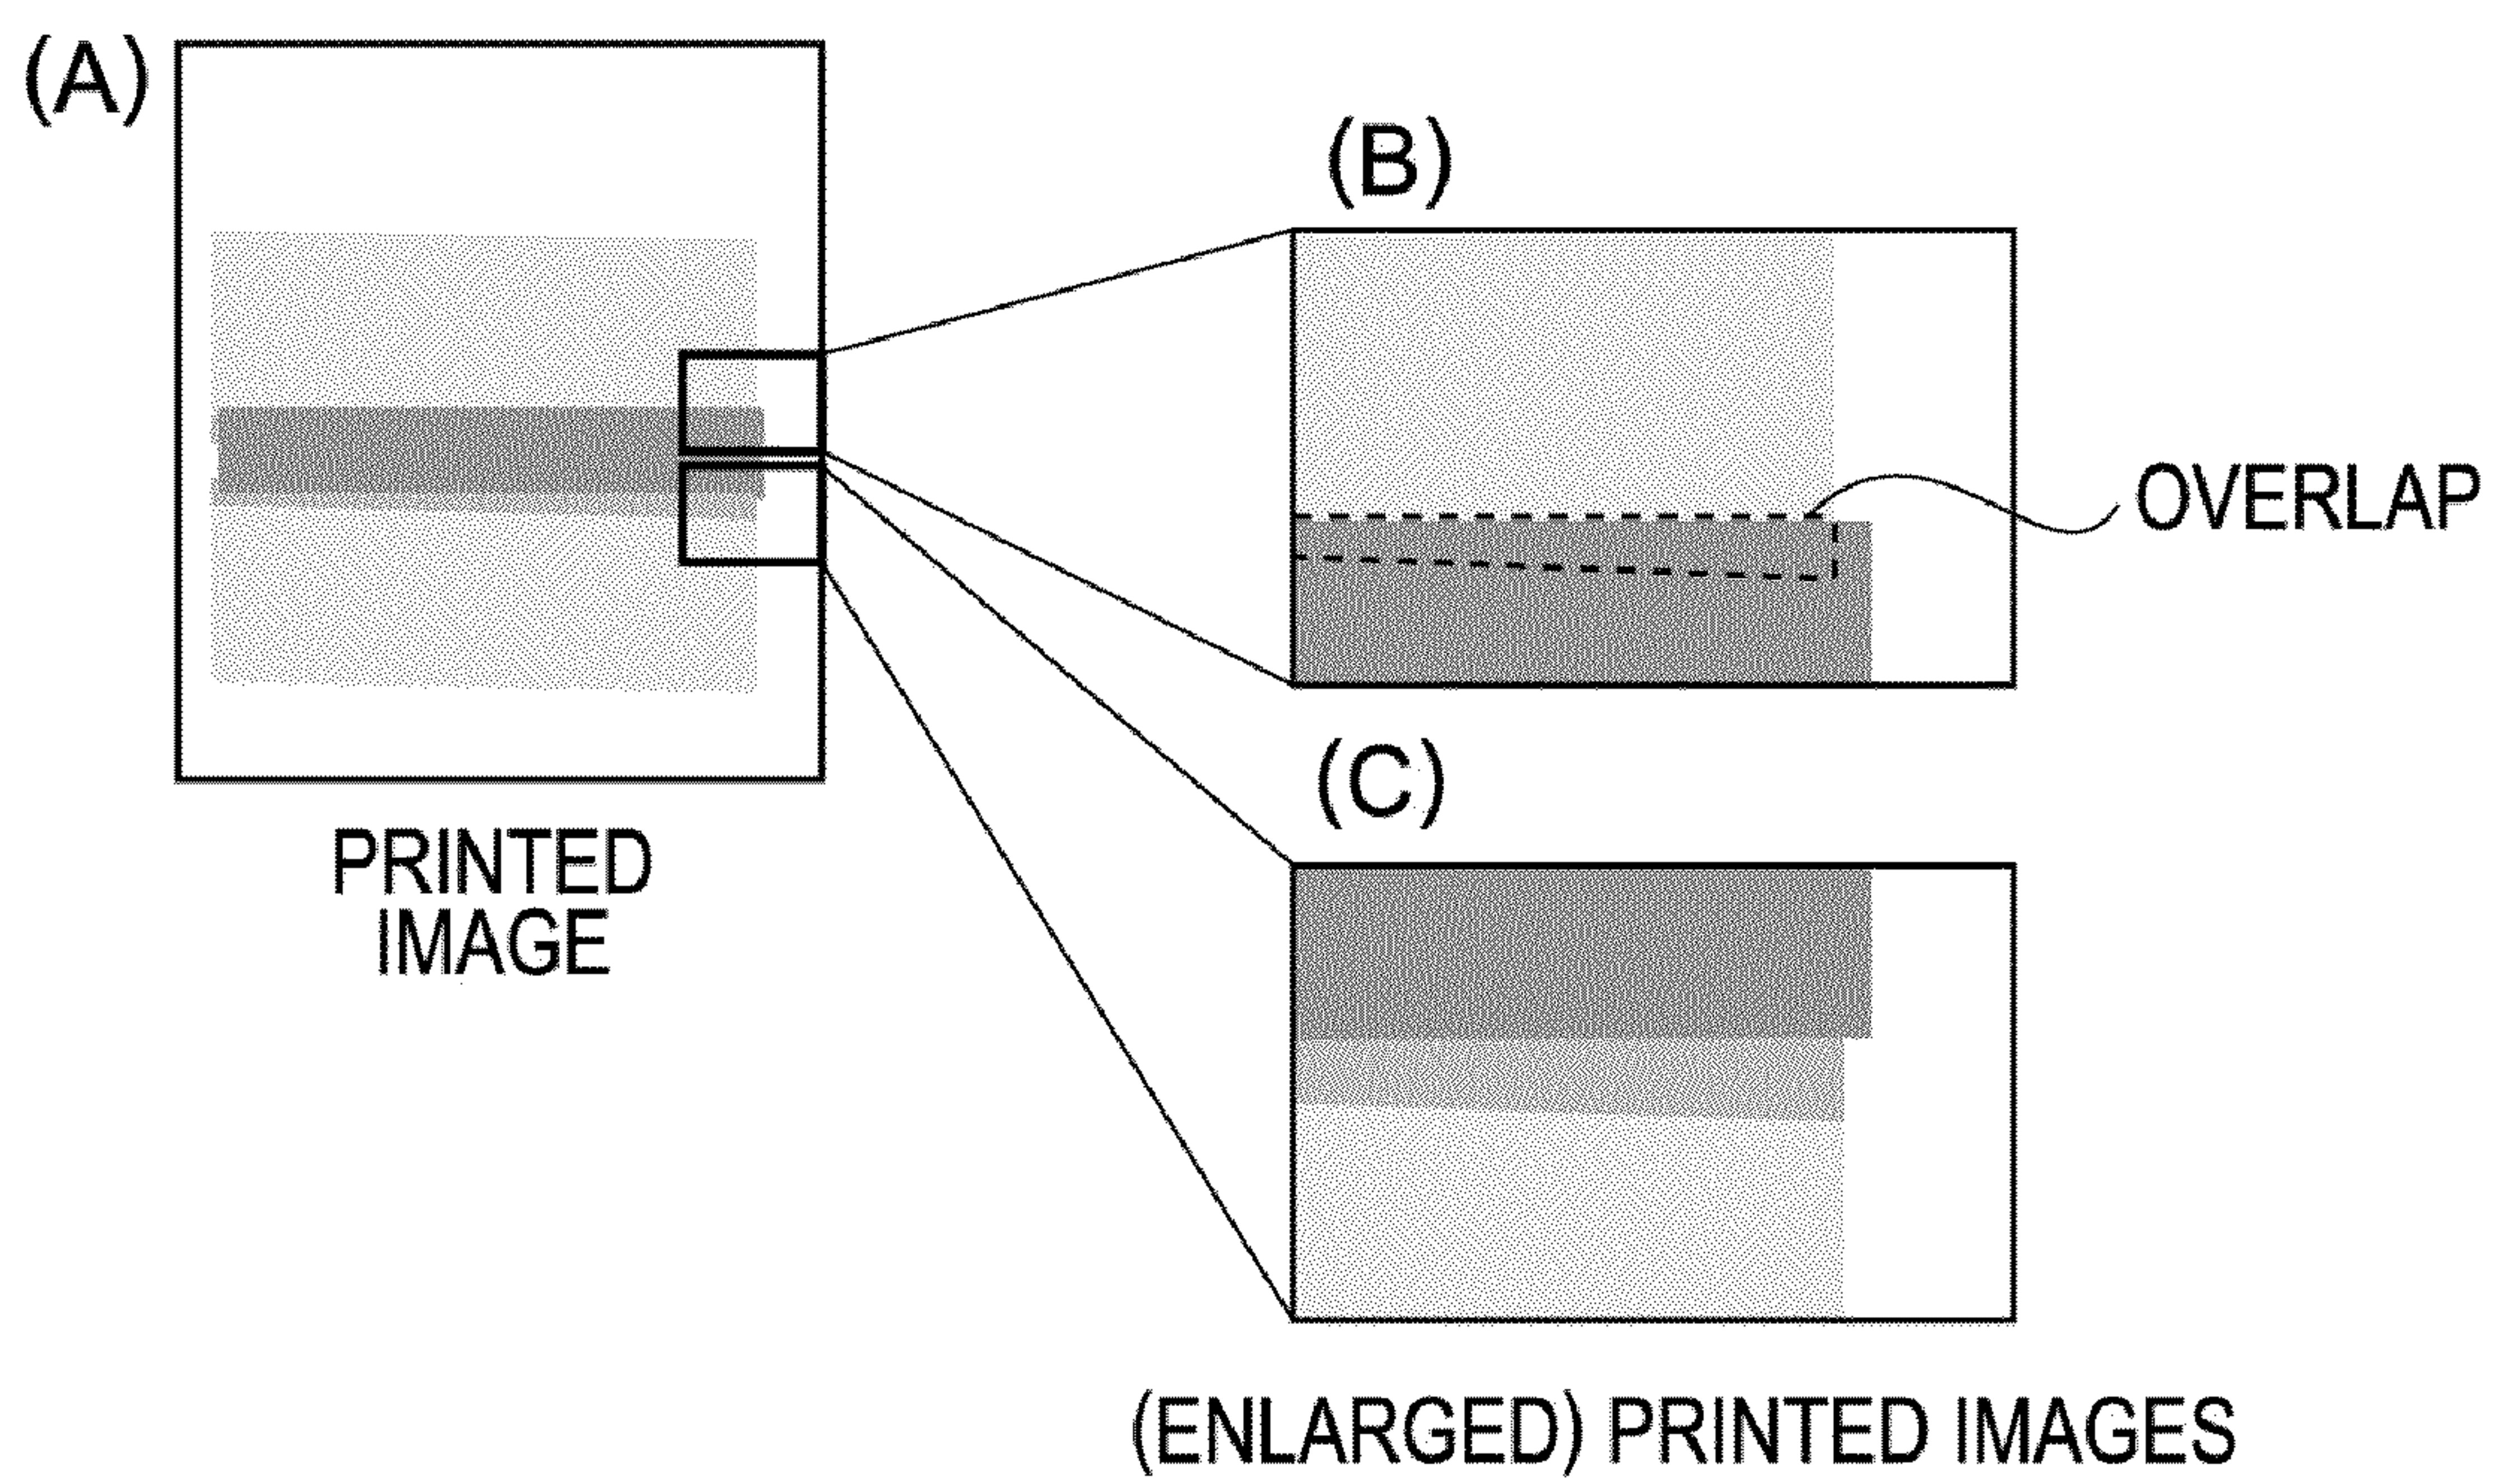 (A)
(B)
OVERLAP
(C)
PRINTED
IMAGE
(ENLARGED) PRINTED IMAGES